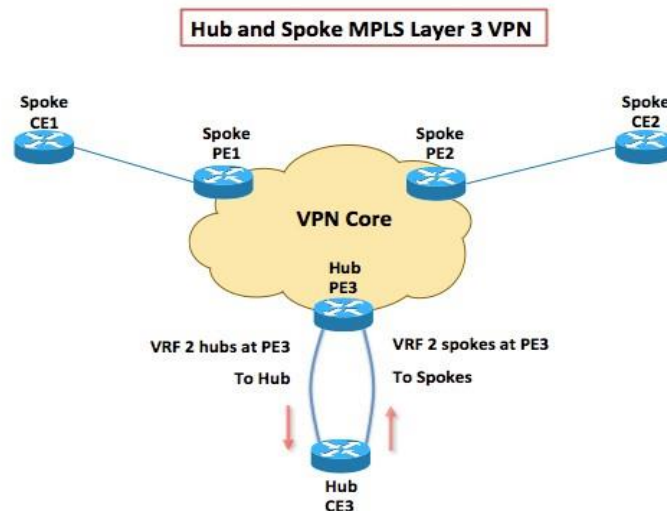 Hub and Spoke MPLS Layer 3 VPN
Spoke
CE1
Spoke
CE2
Spoke
PE1
Spoke
PE2
VPN Core
Hub
PE3
VRF 2 hubs at PE3
VRF 2 spokes at PE3
To Hub
To Spokes
Hub
CE3